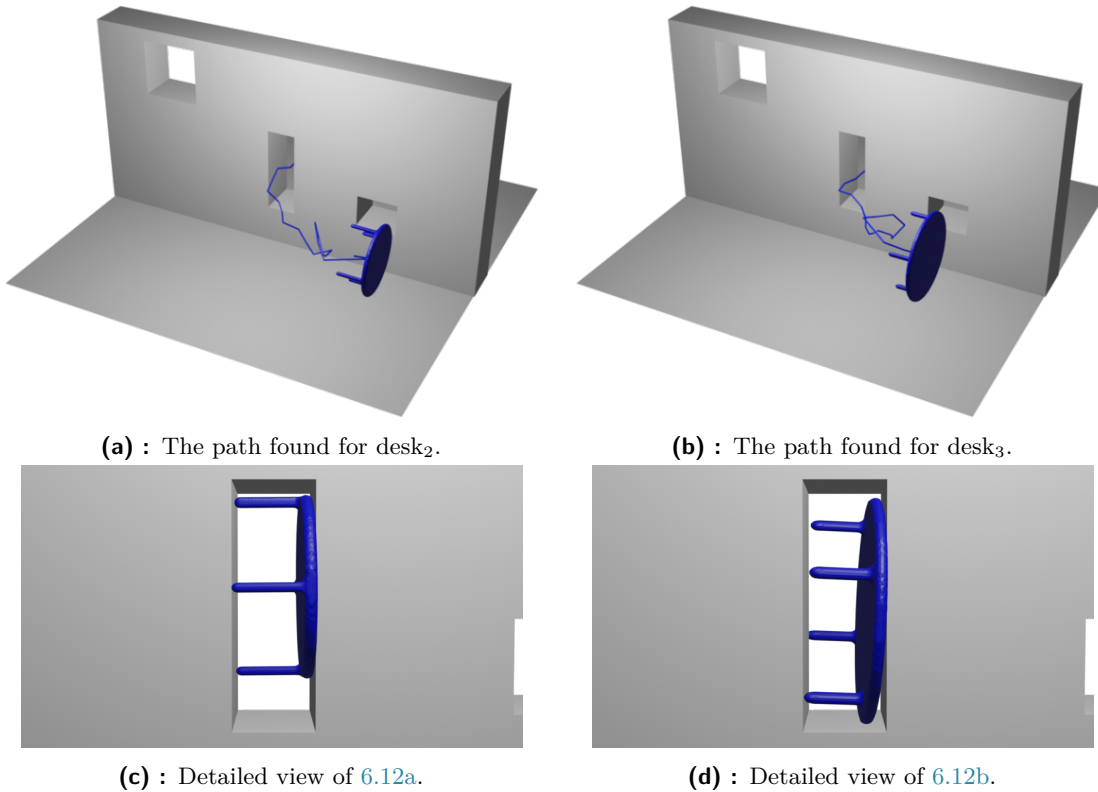 (a) : The path found for desk₂.
(b) : The path found for desk₃.
(c) : Detailed view of 6.12a.
(d) : Detailed view of 6.12b.